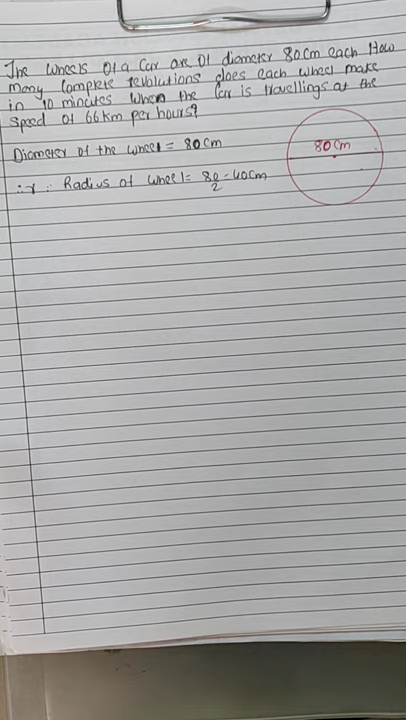 The wheels of a car are of diameter 80cm each How
many Complete revolutions does each wheel make
in 10 minutes when the Car is travellings at the
Speed of 66 km per hours?
Diameter of the wheel = 80cm
80cm
∴ r = Radius of wheel = 80/2 = 40cm